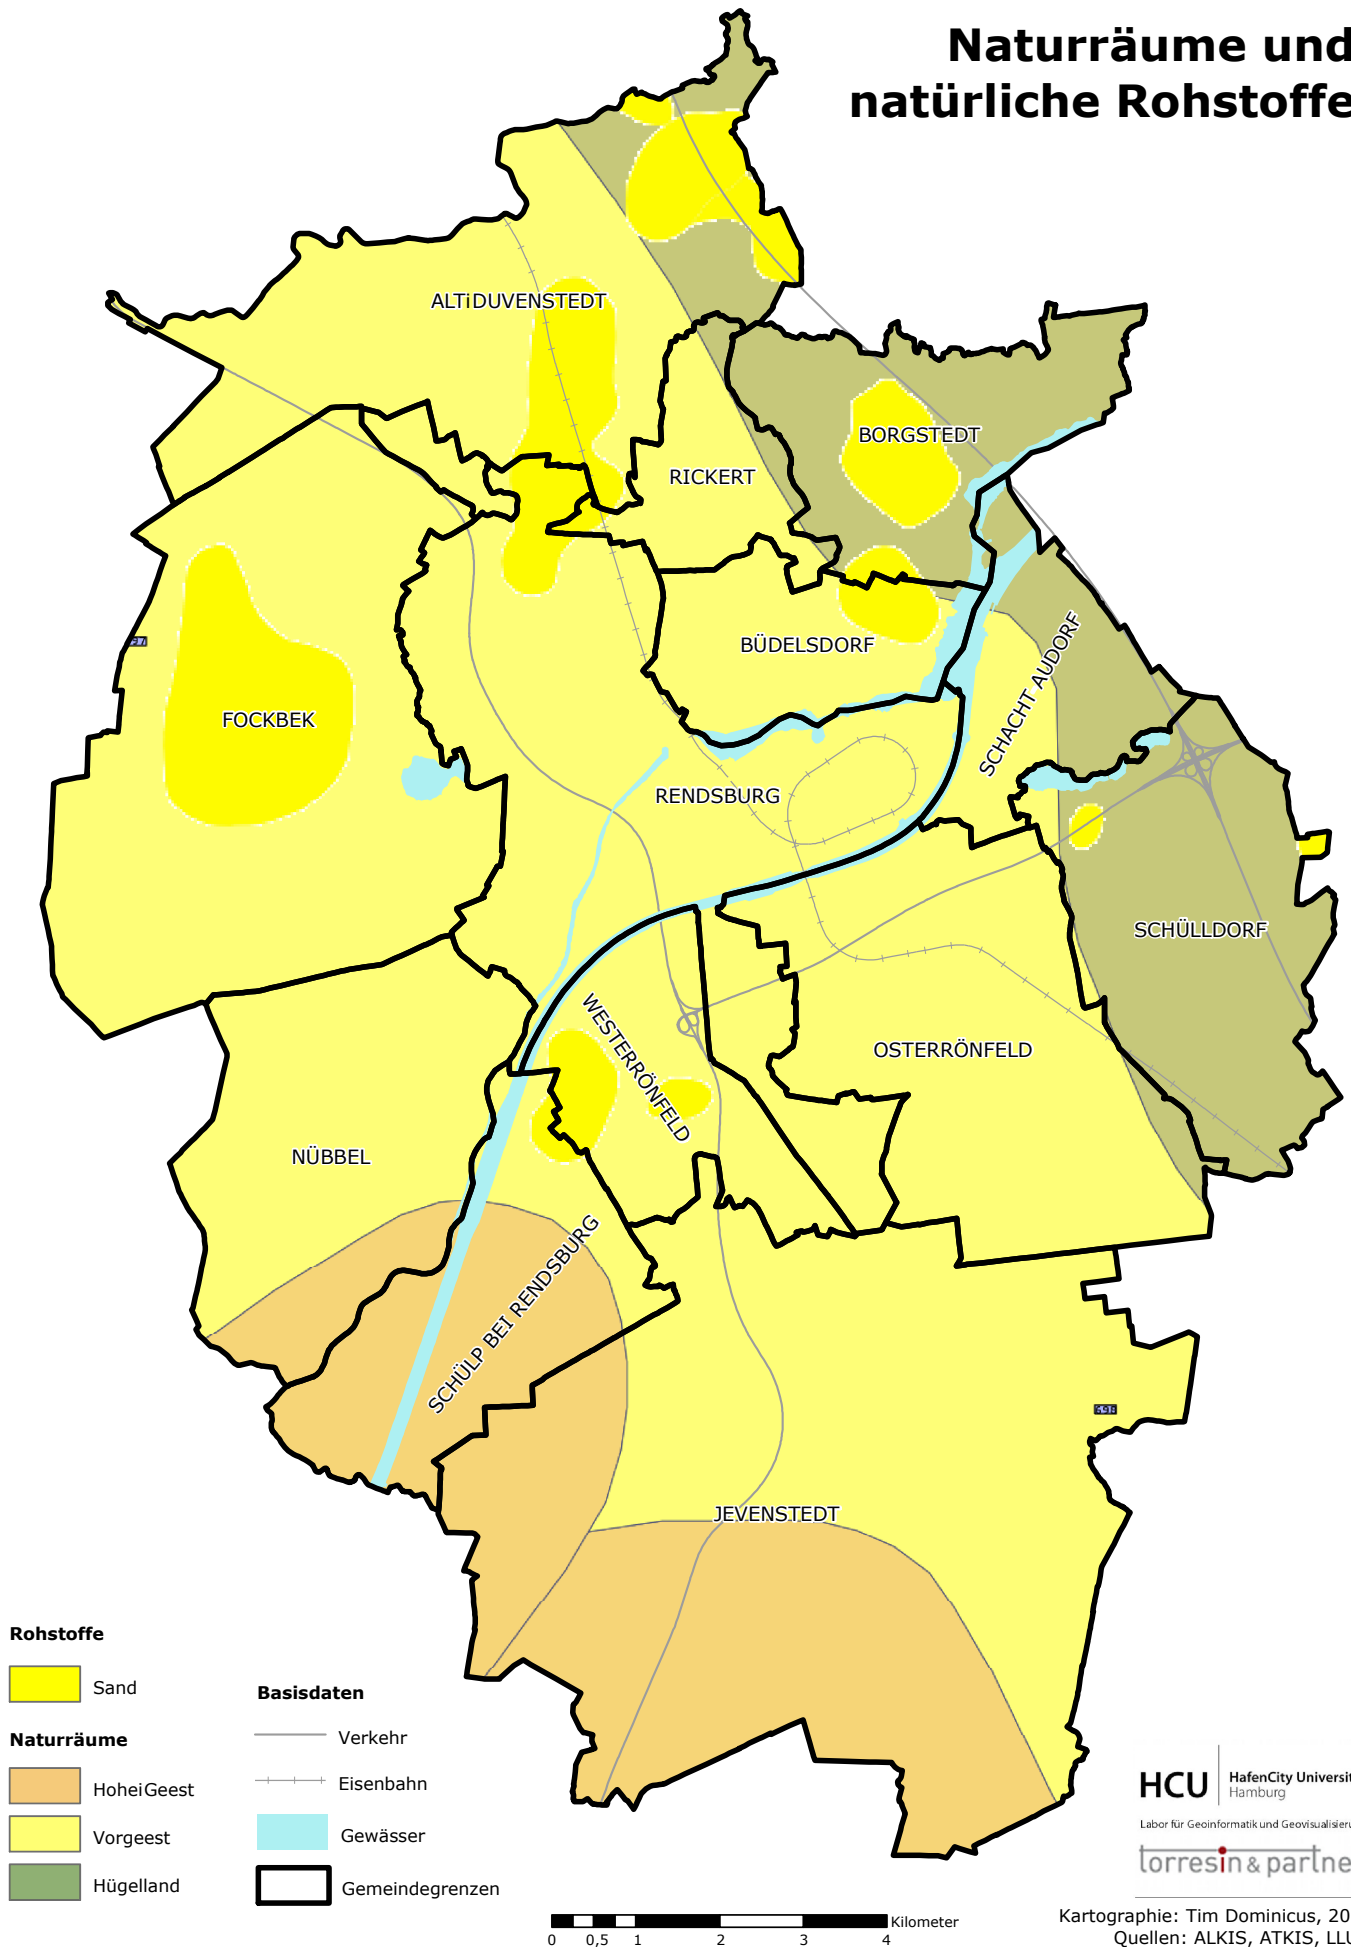 Naturräume und
natürliche Rohstoffe
ALTiDUVENSTEDT
BORGSTEDT
RICKERT
BÜDELSDORF
SCHACHT AUDORF
FOCKBEK
RENDSBURG
SCHÜLLDORF
WESTERRÖNFELD
OSTERRÖNFELD
NÜBBEL
SCHÜLP BEI RENDSBURG
JEVENSTEDT
Rohstoffe
Sand
Naturräume
HoheiGeest
Vorgeest
Hügelland
Basisdaten
Verkehr
Eisenbahn
Gewässer
Gemeindegrenzen
Kilometer
0 0,5 1 2 3 4
HCU HafenCity Universit
Hamburg
Labor für Geoinformatik und Geovisualisieru
torresin & partne
Kartographie: Tim Dominicus, 20
Quellen: ALKIS, ATKIS, LLU